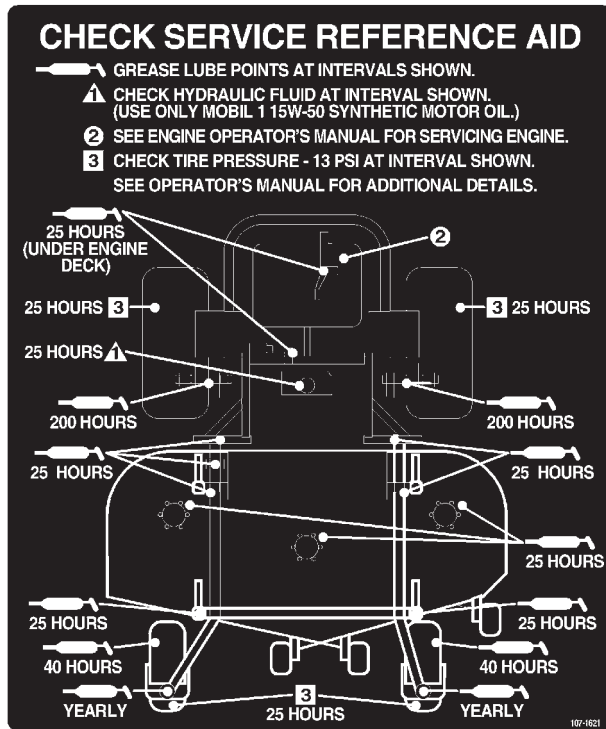 CHECK SERVICE REFERENCE AID
GREASE LUBE POINTS AT INTERVALS SHOWN.
1 CHECK HYDRAULIC FLUID AT INTERVAL SHOWN.
(USE ONLY MOBIL 1 15W-50 SYNTHETIC MOTOR OIL.)
2 SEE ENGINE OPERATOR'S MANUAL FOR SERVICING ENGINE.
3 CHECK TIRE PRESSURE - 13 PSI AT INTERVAL SHOWN.
SEE OPERATOR'S MANUAL FOR ADDITIONAL DETAILS.
25 HOURS
(UNDER ENGINE
DECK)
2
25 HOURS 3
3 25 HOURS
25 HOURS 1
200 HOURS
200 HOURS
25 HOURS
25 HOURS
25 HOURS
25 HOURS
25 HOURS
40 HOURS
40 HOURS
YEARLY
3
25 HOURS
YEARLY
107-1621